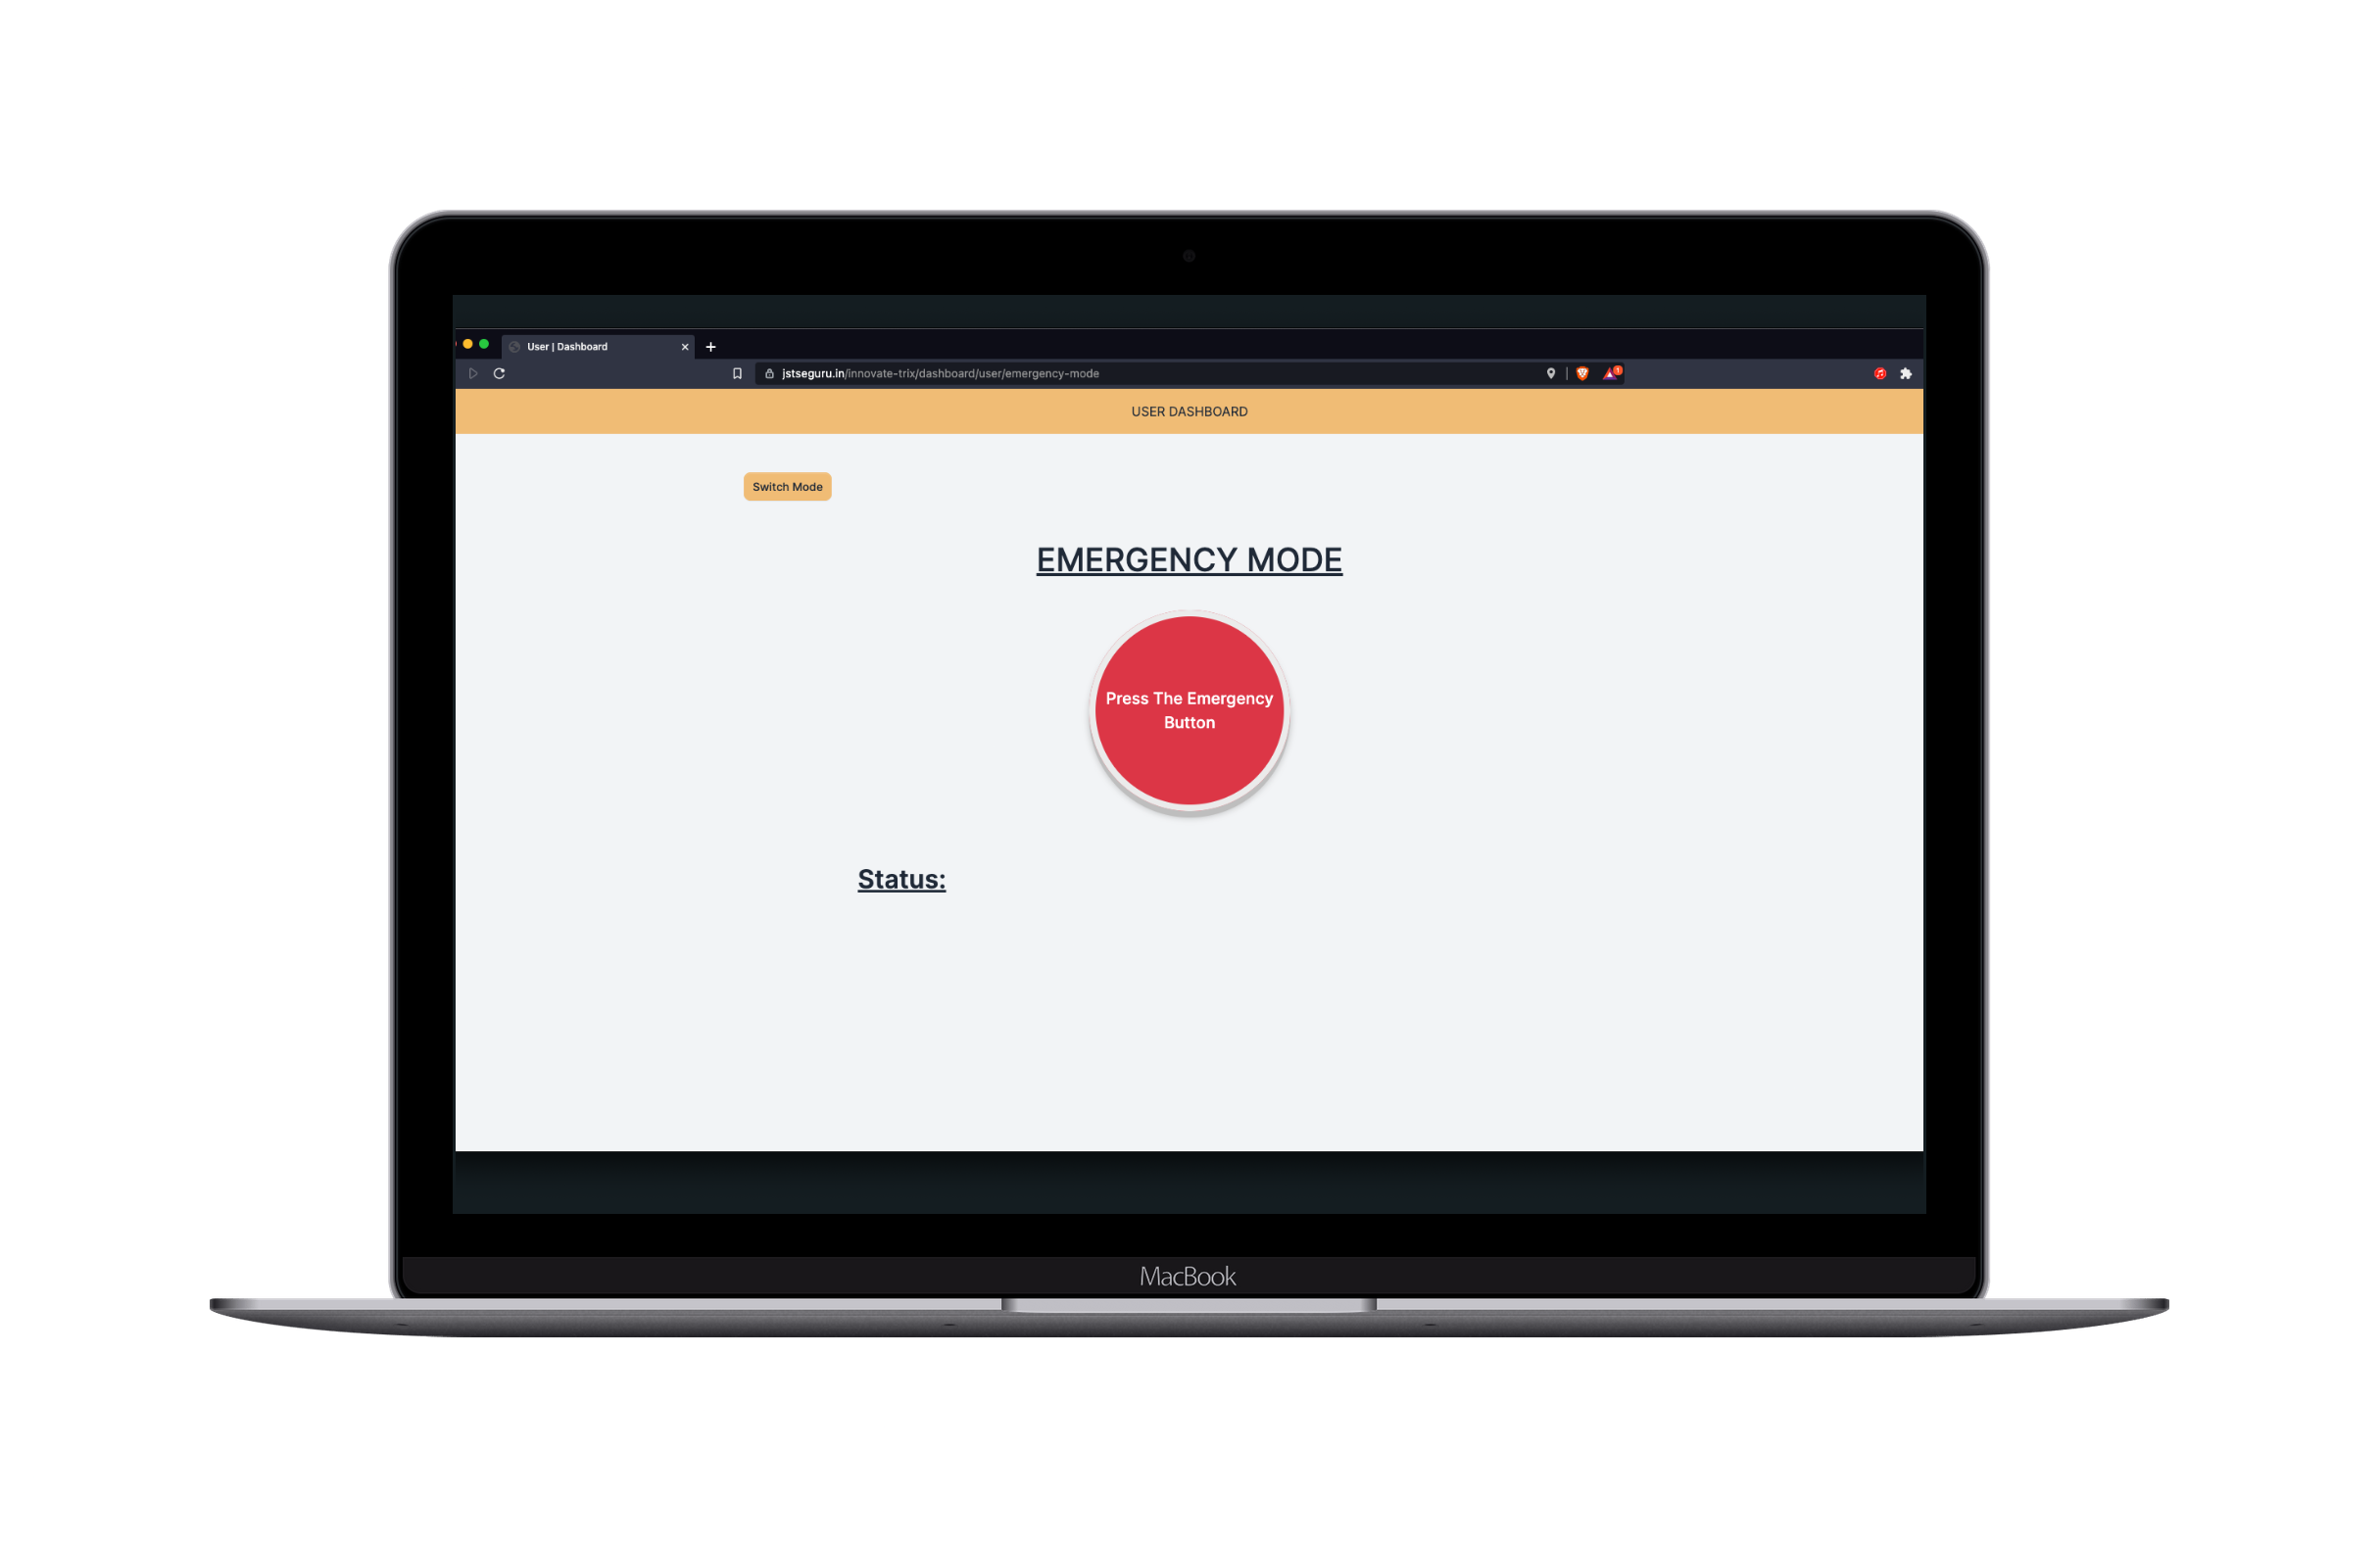 User | Dashboard
jstseguru.in/innovate-trix/dashboard/user/emergency-mode
1
USER DASHBOARD
Switch Mode
EMERGENCY MODE
Press The Emergency
Button
Status:
MacBook